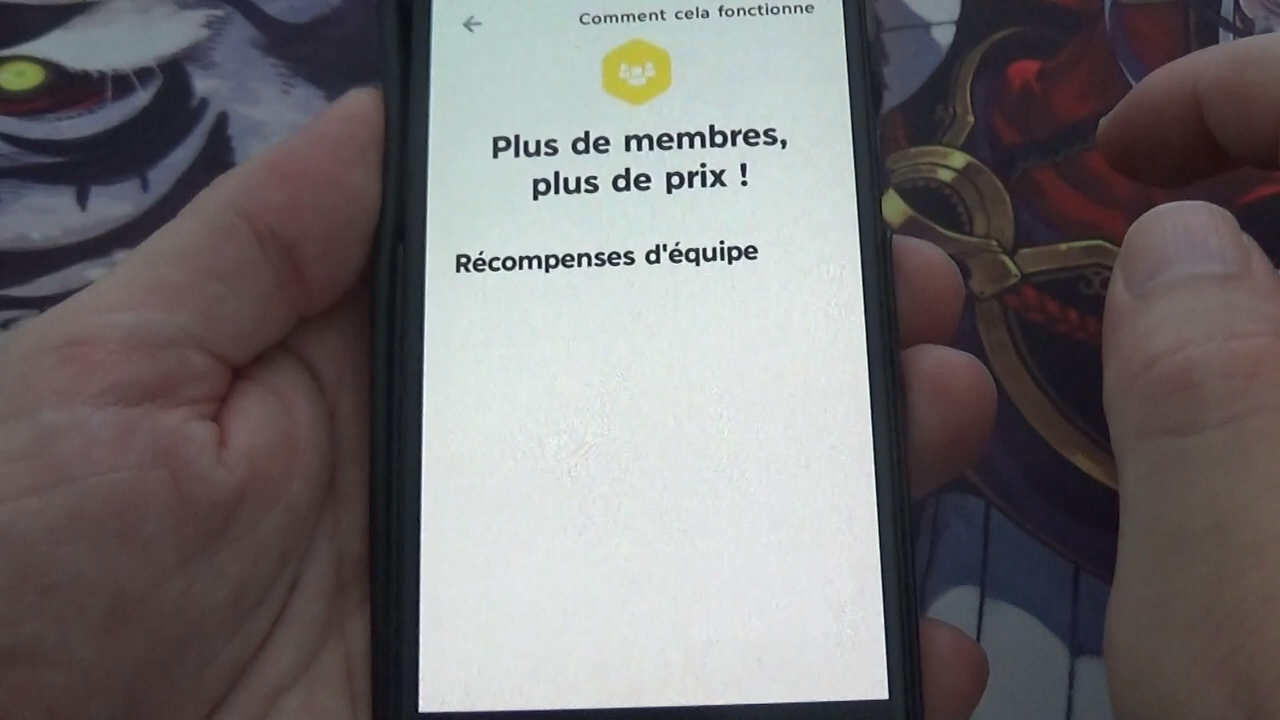 Comment cela fonctionne
Plus de membres,
plus de prix !
Récompenses d'équipe